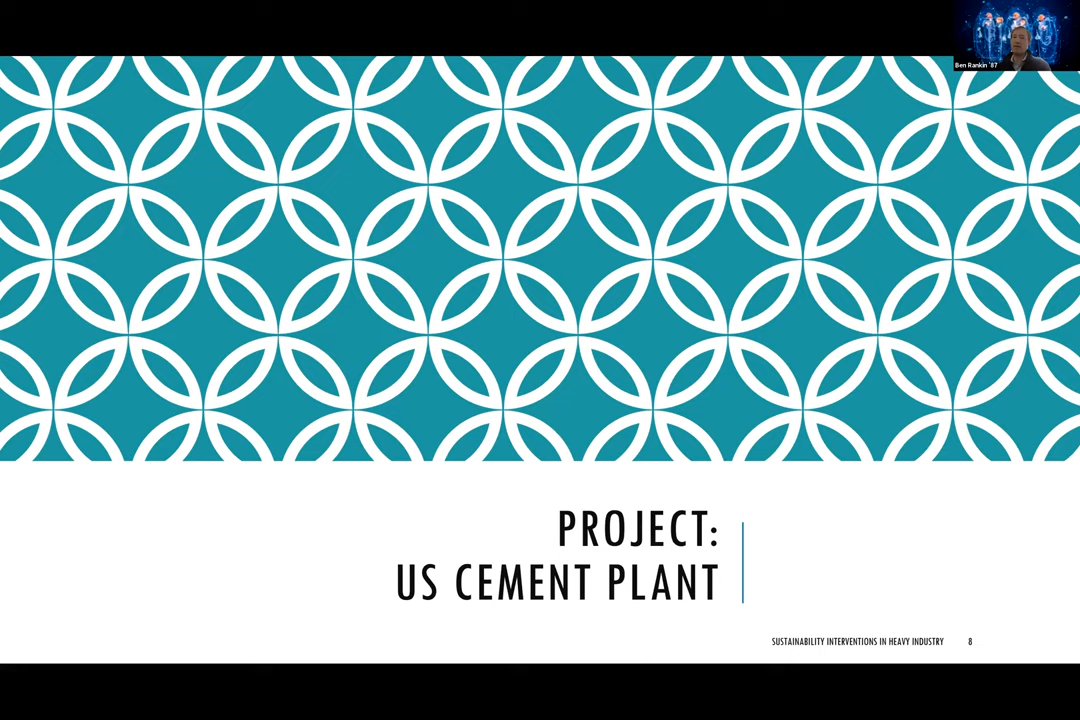 Ben Rankin '87
PROJECT:
US CEMENT PLANT
SUSTAINABILITY INTERVENTIONS IN HEAVY INDUSTRY 8